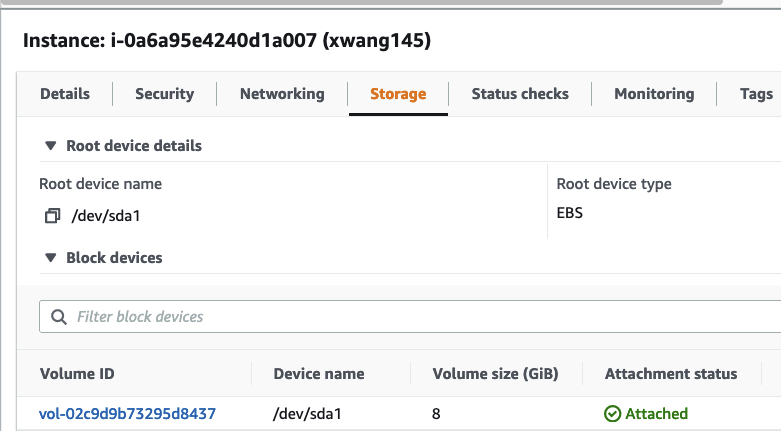 Instance: i-0a6a95e4240d1a007 (xwang145)
Details Security Networking Storage Status checks Monitoring Tags
Root device details
Root device name Root device type
/dev/sda1 EBS
Block devices
Filter block devices
Volume ID Device name Volume size (GiB) Attachment status
vol-02c9d9b73295d8437 /dev/sda1 8 Attached